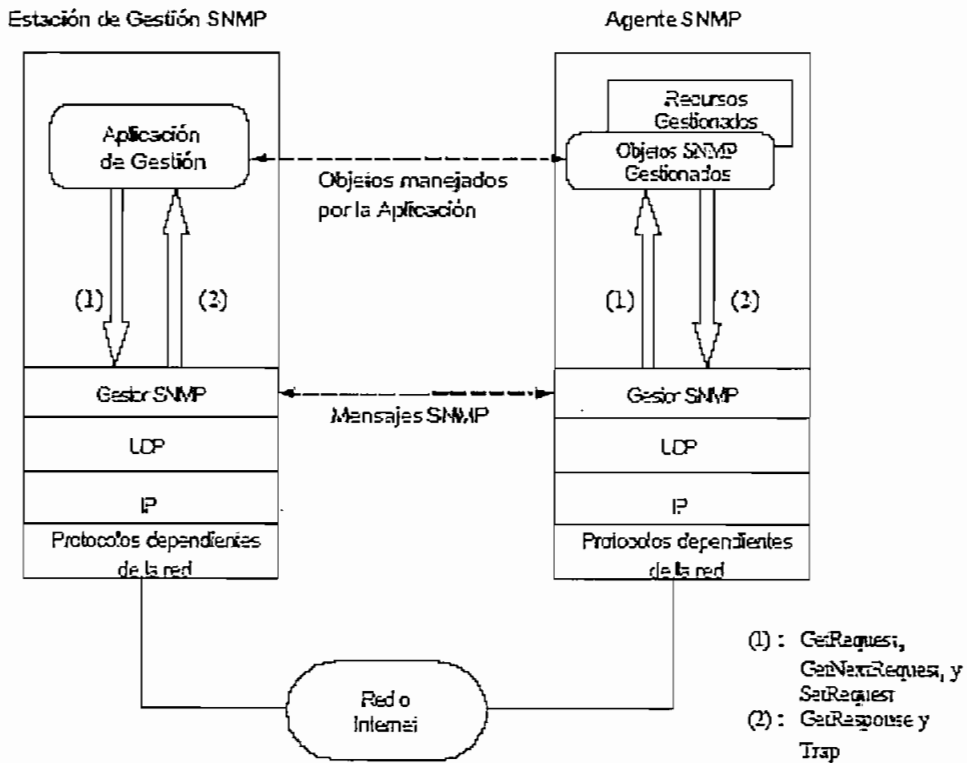 Estación de Gestión SNMP
Agente SNMP
Aplicación
de Gestión
Recursos
Gestionados
Objetos SNMP
Gestionados
Objetos manejados
por la Aplicación
(1)
(2)
(1)
(2)
Gestor SNMP
Mensajes SNMP
Gestor SNMP
UDP
UDP
IP
IP
Protocolos dependientes
de la red
Protocolos dependientes
de la red
Red o
Internet
(1) : GetRequest,
GetNextRequest, y
SetRequest
(2) : GetResponse y
Trap